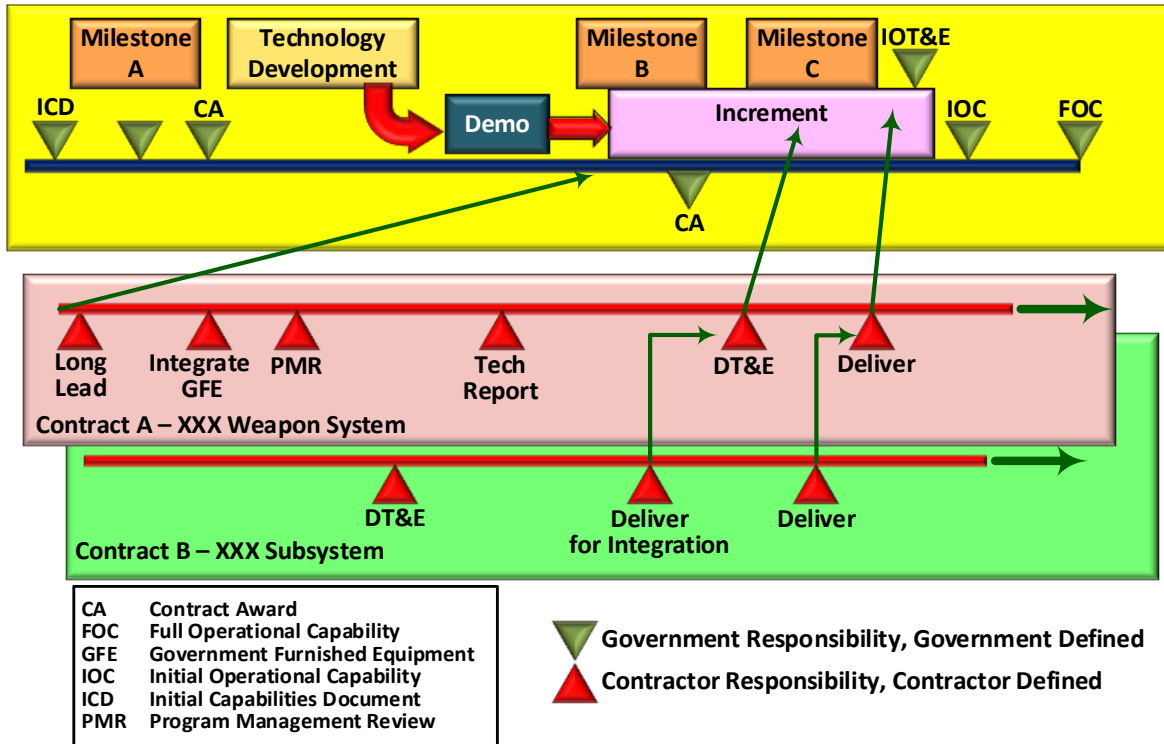 Milestone
A
Technology
Development
Milestone
B
Milestone
C
IOT&E
ICD
CA
Demo
Increment
IOC
FOC
CA
Long
Lead
Integrate
GFE
PMR
Tech
Report
DT&E
Deliver
Contract A – XXX Weapon System
DT&E
Deliver
for Integration
Deliver
Contract B – XXX Subsystem
CA Contract Award
FOC Full Operational Capability
GFE Government Furnished Equipment
IOC Initial Operational Capability
ICD Initial Capabilities Document
PMR Program Management Review
Government Responsibility, Government Defined
Contractor Responsibility, Contractor Defined